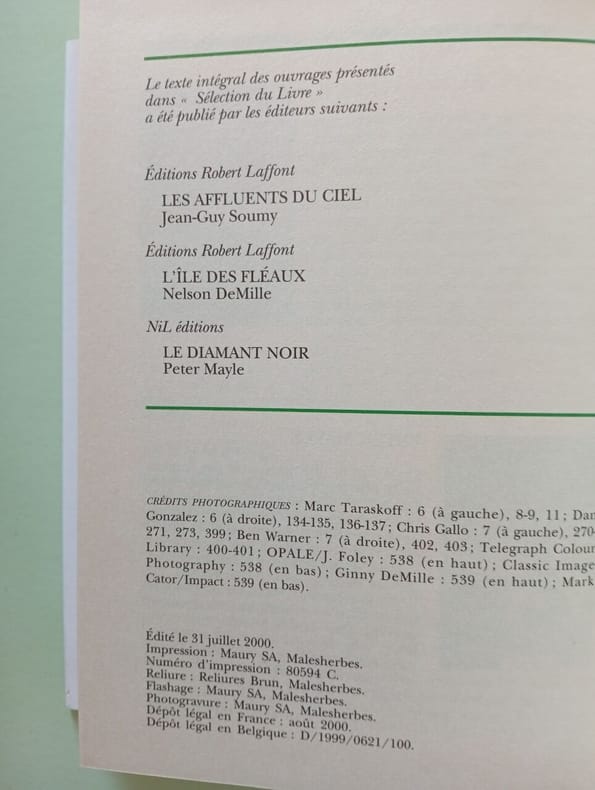 Le texte intégral des ouvrages présentés
dans « Sélection du Livre »
a été publié par les éditeurs suivants :
Éditions Robert Laffont
LES AFFLUENTS DU CIEL
Jean-Guy Soumy
Éditions Robert Laffont
L'ÎLE DES FLÉAUX
Nelson DeMille
NiL éditions
LE DIAMANT NOIR
Peter Mayle
CRÉDITS PHOTOGRAPHIQUES : Marc Taraskoff : 6 (à gauche), 8-9, 11 ;
Gonzalez : 6 (à droite), 134-135, 136-137 ; Chris Gallo : 7 (à gauche), 270-
271, 273, 399 ; Ben Warner : 7 (à droite), 402, 403 ; Telegraph Colour
Library : 400-401 ; OPALE/J. Foley : 538 (en haut) ; Classic Image
Photography : 538 (en bas) ; Ginny DeMille : 539 (en haut) ; Mark
Cator/Impact : 539 (en bas).
Édité le 31 juillet 2000.
Impression : Maury SA, Malesherbes.
Numéro d'impression : 80594 C.
Reliure : Reliures Brun, Malesherbes.
Flashage : Maury SA, Malesherbes.
Photogravure : Maury SA, Malesherbes.
Dépôt légal en France : août 2000.
Dépôt légal en Belgique : D/1999/0621/100.